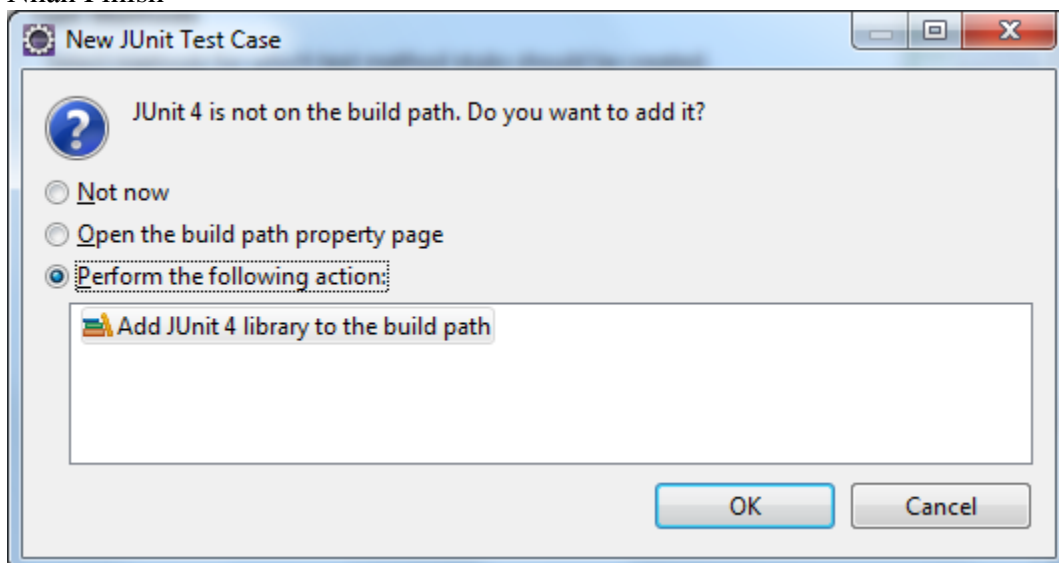 New JUnit Test Case
JUnit 4 is not on the build path. Do you want to add it?
Not now
Open the build path property page
Perform the following action:
Add JUnit 4 library to the build path
OK
Cancel